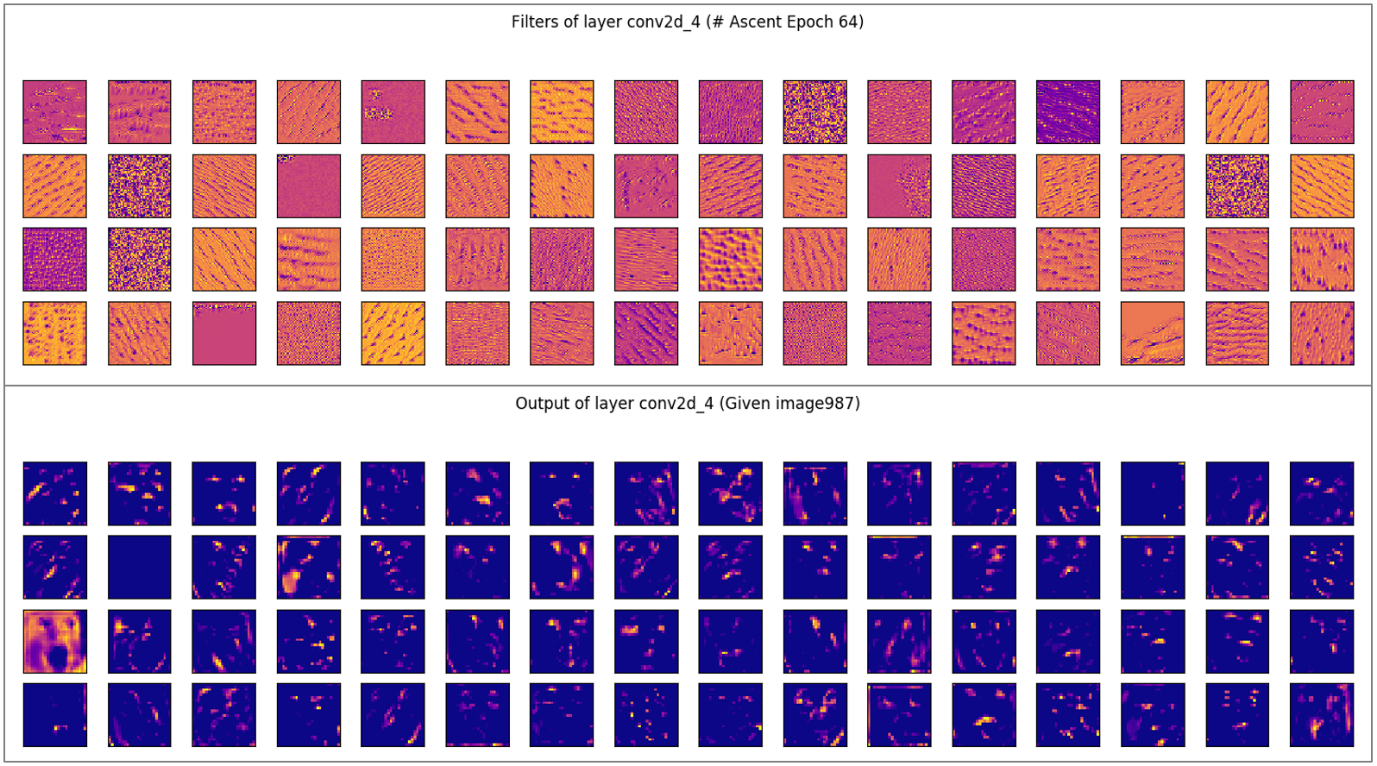 Filters of layer conv2d_4 (# Ascent Epoch 64)
Output of layer conv2d_4 (Given image987)